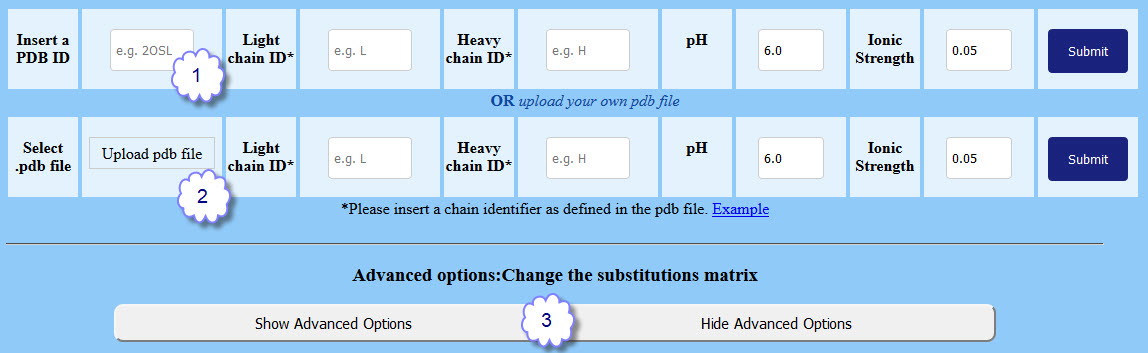 Insert a PDB ID e.g. 2OSL Light chain ID* e.g. L Heavy chain ID* e.g. H pH 6.0 Ionic Strength 0.05 Submit
1
OR upload your own pdb file
Select .pdb file Upload pdb file Light chain ID* e.g. L Heavy chain ID* e.g. H pH 6.0 Ionic Strength 0.05 Submit
2
*Please insert a chain identifier as defined in the pdb file. Example
Advanced options:Change the substitutions matrix
Show Advanced Options 3 Hide Advanced Options